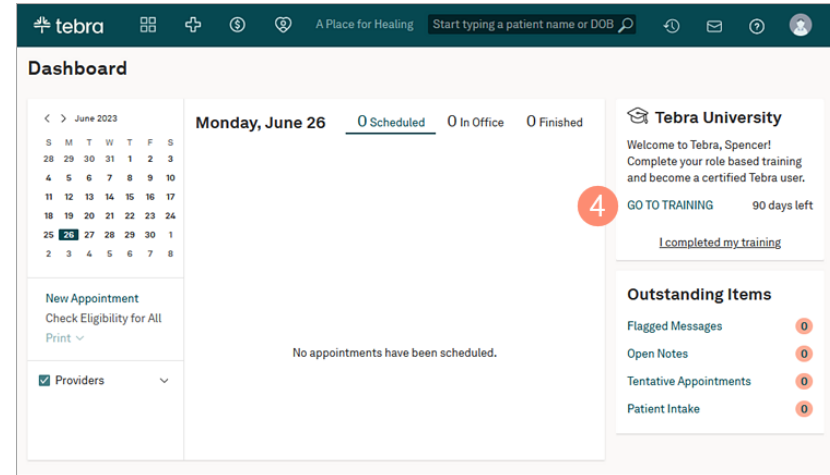 tebra
A Place for Healing
Start typing a patient name or DOB
Dashboard
< > June 2023
S M T W T F S
28 29 30 31 1 2 3
4 5 6 7 8 9 10
11 12 13 14 15 16 17
18 19 20 21 22 23 24
25 26 27 28 29 30 1
2 3 4 5 6 7 8
New Appointment
Check Eligibility for All
Print
Providers
Monday, June 26
0 Scheduled
0 In Office
0 Finished
No appointments have been scheduled.
Tebra University
Welcome to Tebra, Spencer!
Complete your role based training
and become a certified Tebra user.
4
GO TO TRAINING 90 days left
I completed my training
Outstanding Items
Flagged Messages 0
Open Notes 0
Tentative Appointments 0
Patient Intake 0